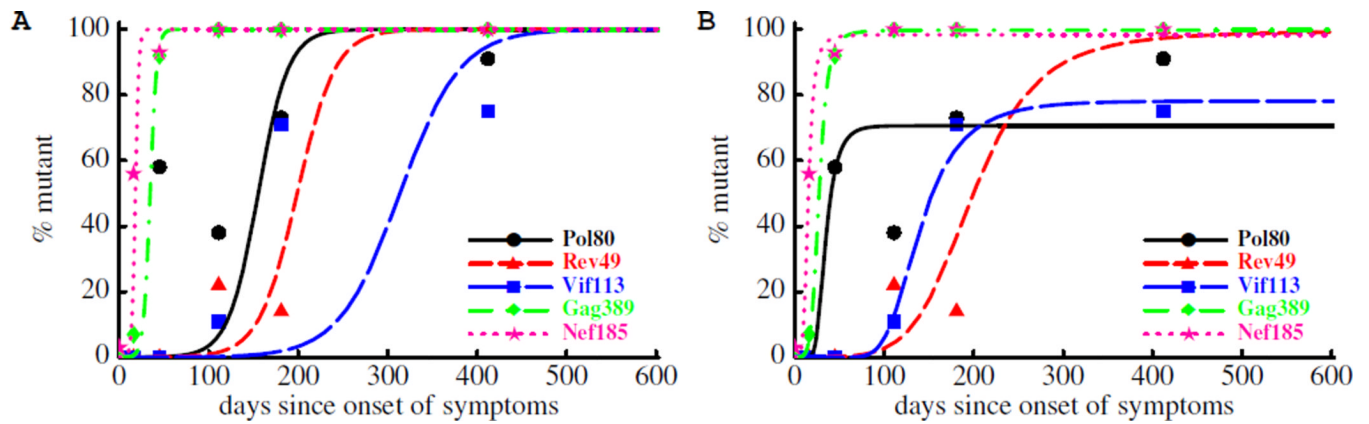 A
100
80
60
40
20
0
% mutant
Pol80
Rev49
Vif113
Gag389
Nef185
0 100 200 300 400 500 600
days since onset of symptoms
B
100
80
60
40
20
0
% mutant
Pol80
Rev49
Vif113
Gag389
Nef185
0 100 200 300 400 500 600
days since onset of symptoms